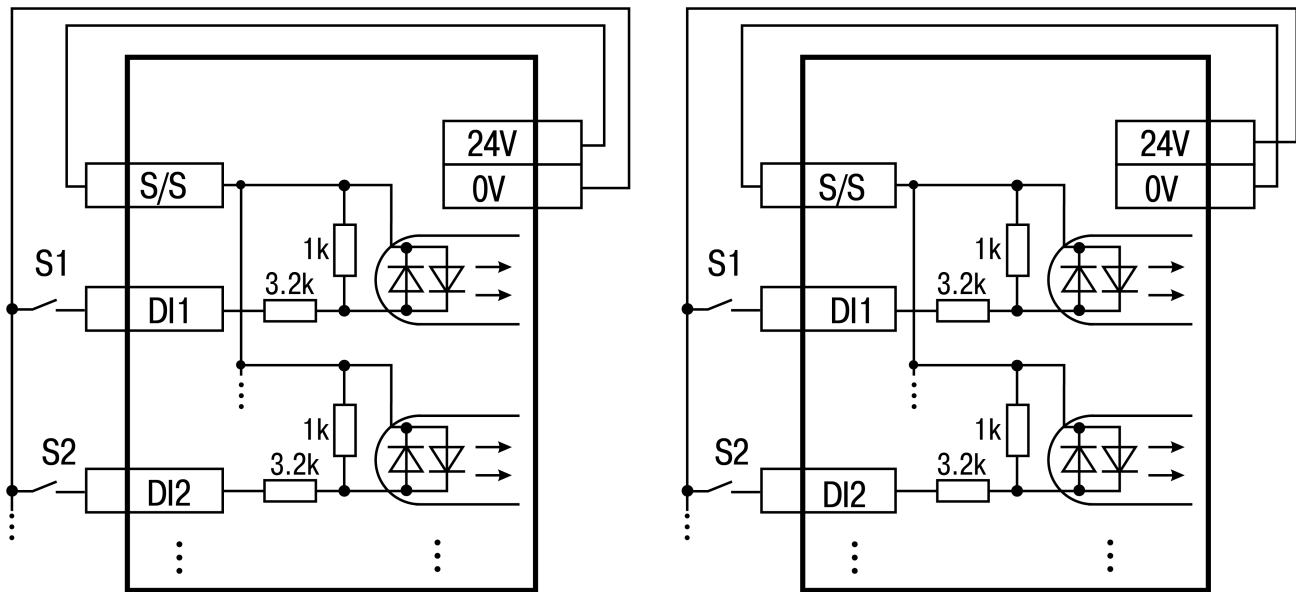 24V
S/S
0V
S1
1k
3.2k
DI1
S2
1k
3.2k
DI2
24V
S/S
0V
S1
1k
3.2k
DI1
S2
1k
3.2k
DI2